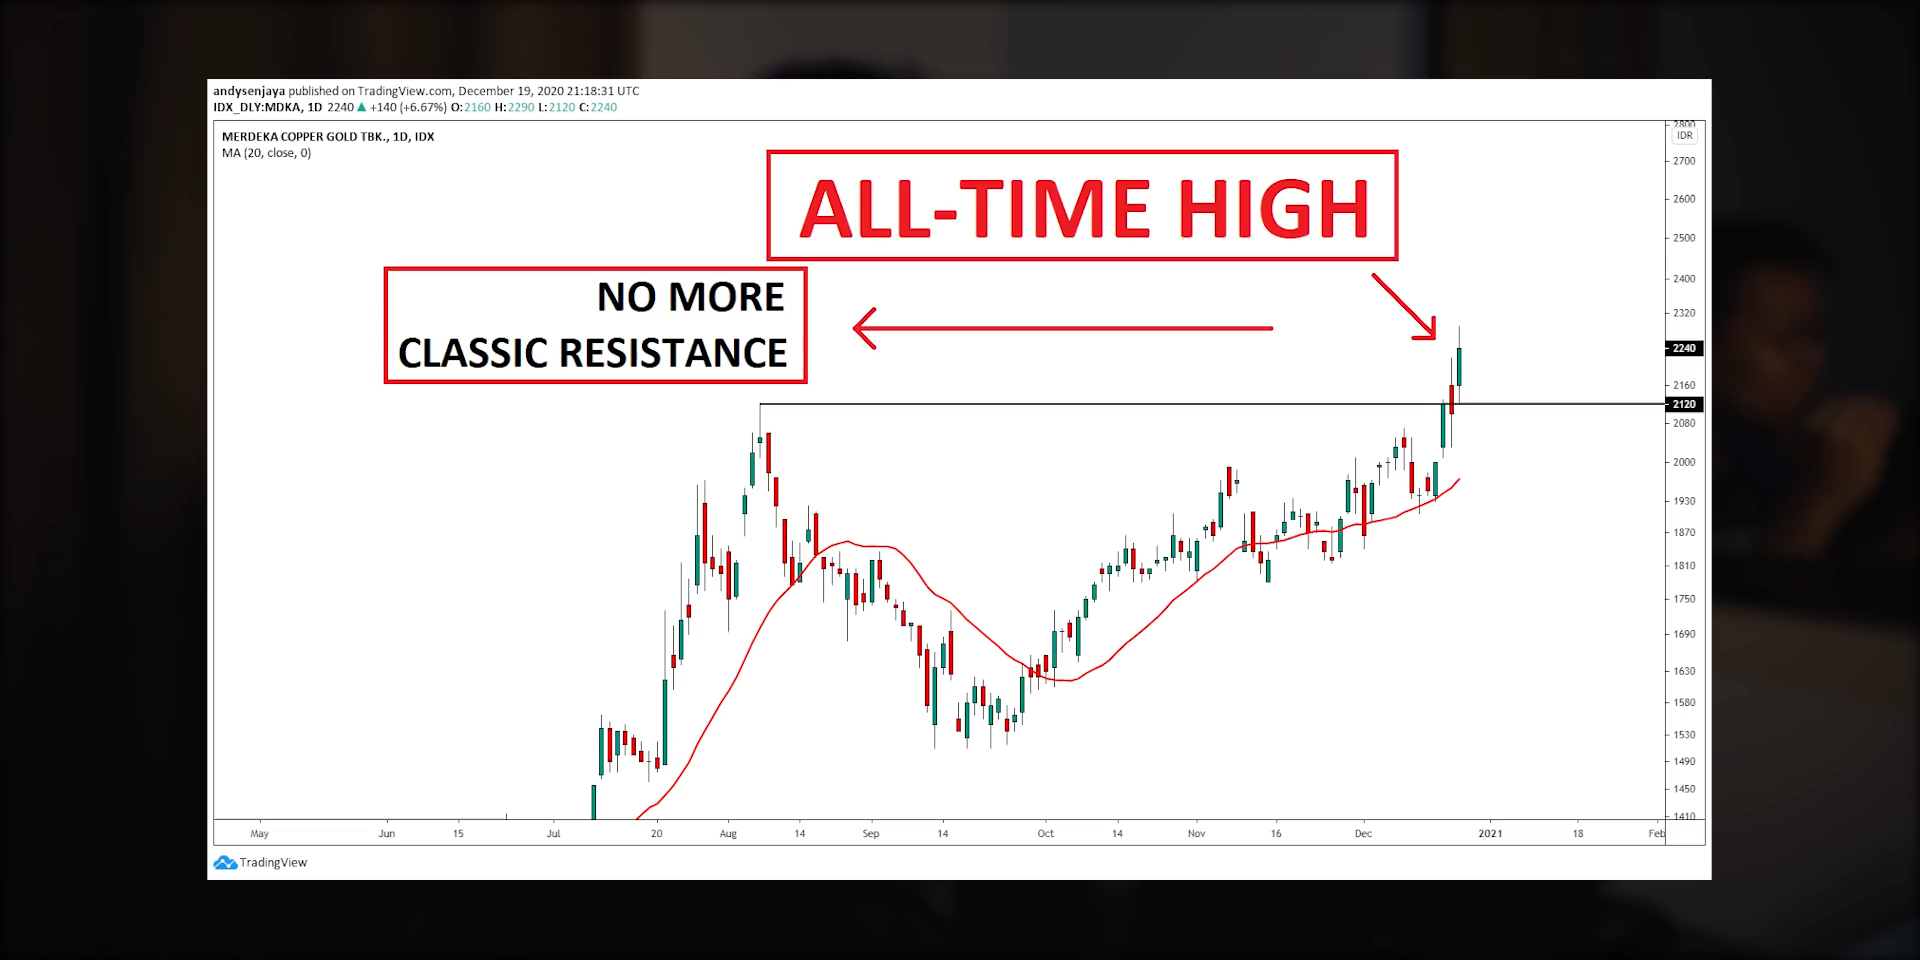 andysenjaya published on TradingView.com, December 19, 2020 21:18:31 UTC
IDX_DLY:MDKA, 1D 2240 ▲ +140 (+6.67%) O:2160 H:2290 L:2120 C:2240
MERDEKA COPPER GOLD TBK., 1D, IDX
MA (20, close, 0)
ALL-TIME HIGH
NO MORE
CLASSIC RESISTANCE
2800
IDR
2700
2600
2500
2400
2320
2240
2160
2120
2080
2000
1930
1870
1810
1750
1690
1630
1580
1530
1490
1450
1410
May Jun 15 Jul 20 Aug 14 Sep 14 Oct 14 Nov 16 Dec 2021 18 Feb
TradingView